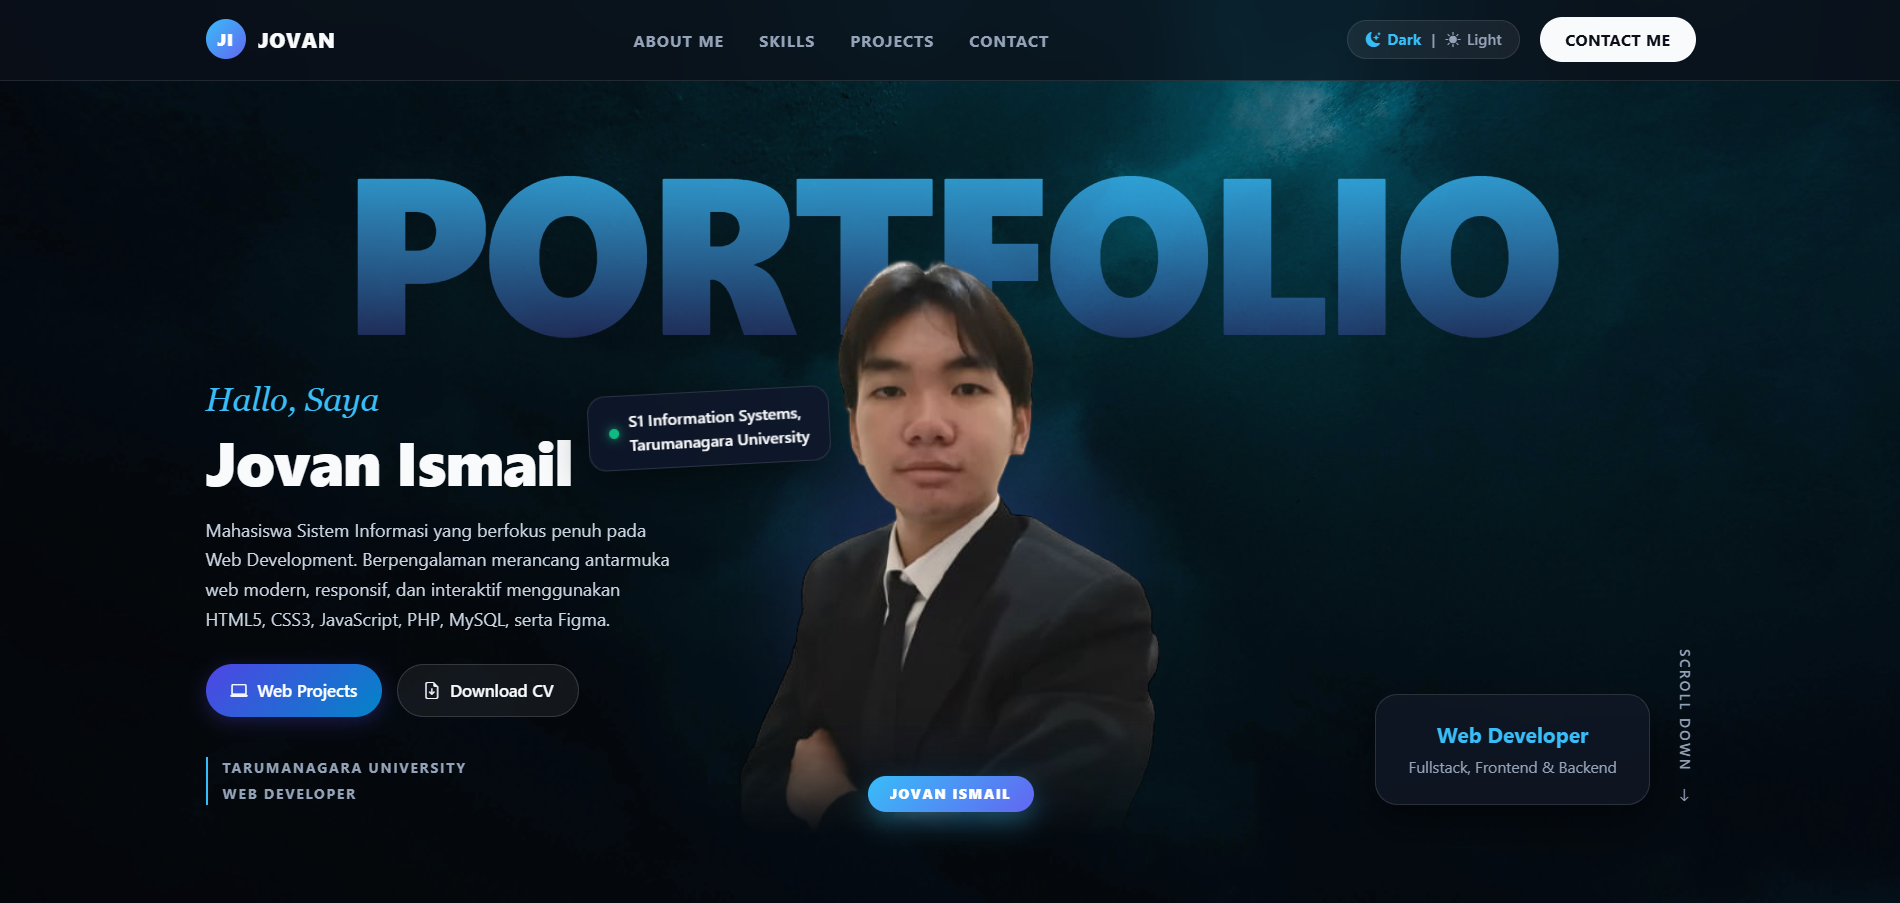 JI JOVAN
ABOUT ME SKILLS PROJECTS CONTACT
Dark | Light
CONTACT ME
PORTFOLIO
Hallo, Saya
Jovan Ismail
S1 Information Systems,
Tarumanagara University
Mahasiswa Sistem Informasi yang berfokus penuh pada
Web Development. Berpengalaman merancang antarmuka
web modern, responsif, dan interaktif menggunakan
HTML5, CSS3, JavaScript, PHP, MySQL, serta Figma.
Web Projects
Download CV
TARUMANAGARA UNIVERSITY
WEB DEVELOPER
JOVAN ISMAIL
Web Developer
Fullstack, Frontend & Backend
SCROLL DOWN →